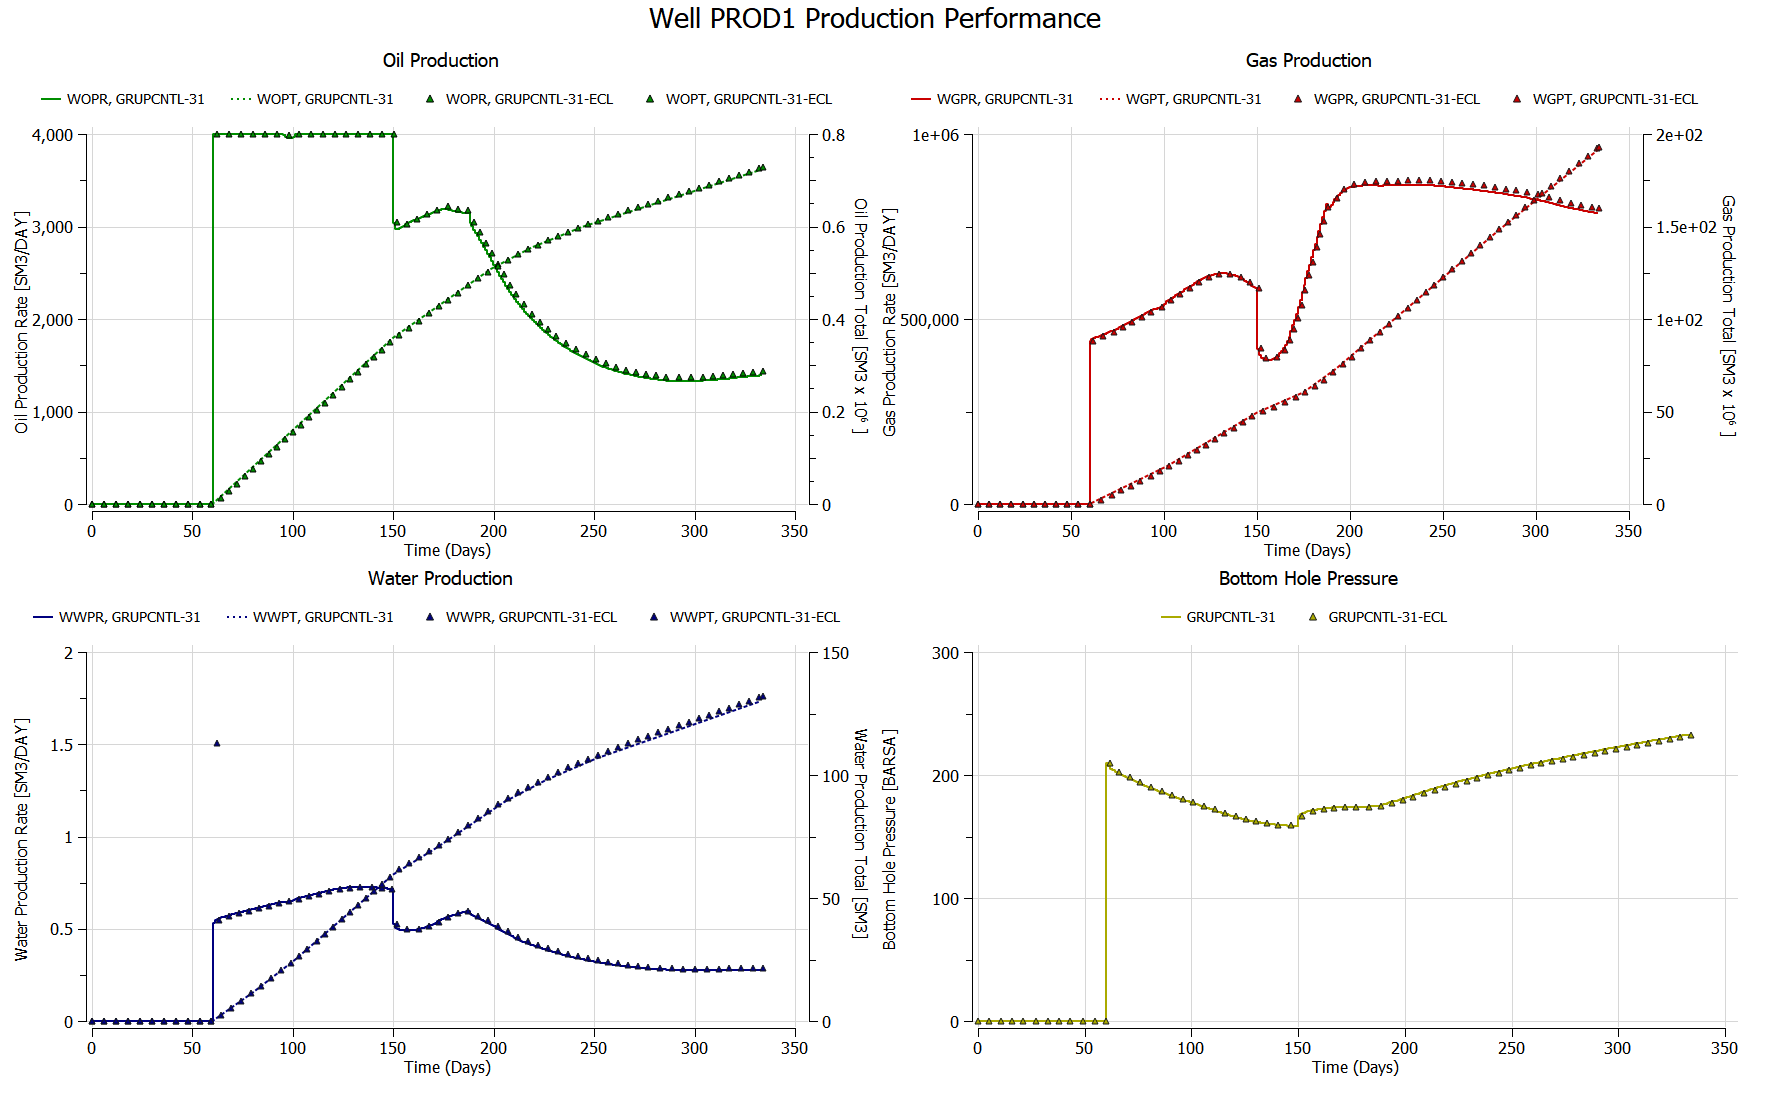 Well PROD1 Production Performance
Oil Production
WOPR, GRUPCNTL-31 WOPT, GRUPCNTL-31 WOPR, GRUPCNTL-31-ECL WOPT, GRUPCNTL-31-ECL
Oil Production Rate [SM3/DAY]
4,000
3,000
2,000
1,000
0
0.8
0.6
0.4
0.2
0
Oil Production Total [SM3 x 10⁶ ]
0 50 100 150 200 250 300 350
Time (Days)
Gas Production
WGPR, GRUPCNTL-31 WGPT, GRUPCNTL-31 WGPR, GRUPCNTL-31-ECL WGPT, GRUPCNTL-31-ECL
Gas Production Rate [SM3/DAY]
1e+06
500,000
0
2e+02
1.5e+02
1e+02
50
0
Gas Production Total [SM3 x 10⁶ ]
0 50 100 150 200 250 300 350
Time (Days)
Water Production
WWPR, GRUPCNTL-31 WWPT, GRUPCNTL-31 WWPR, GRUPCNTL-31-ECL WWPT, GRUPCNTL-31-ECL
Water Production Rate [SM3/DAY]
2
1.5
1
0.5
0
150
100
50
0
Water Production Total [SM3]
0 50 100 150 200 250 300 350
Time (Days)
Bottom Hole Pressure
GRUPCNTL-31 GRUPCNTL-31-ECL
Bottom Hole Pressure [BARSA]
300
200
100
0
0 50 100 150 200 250 300 350
Time (Days)